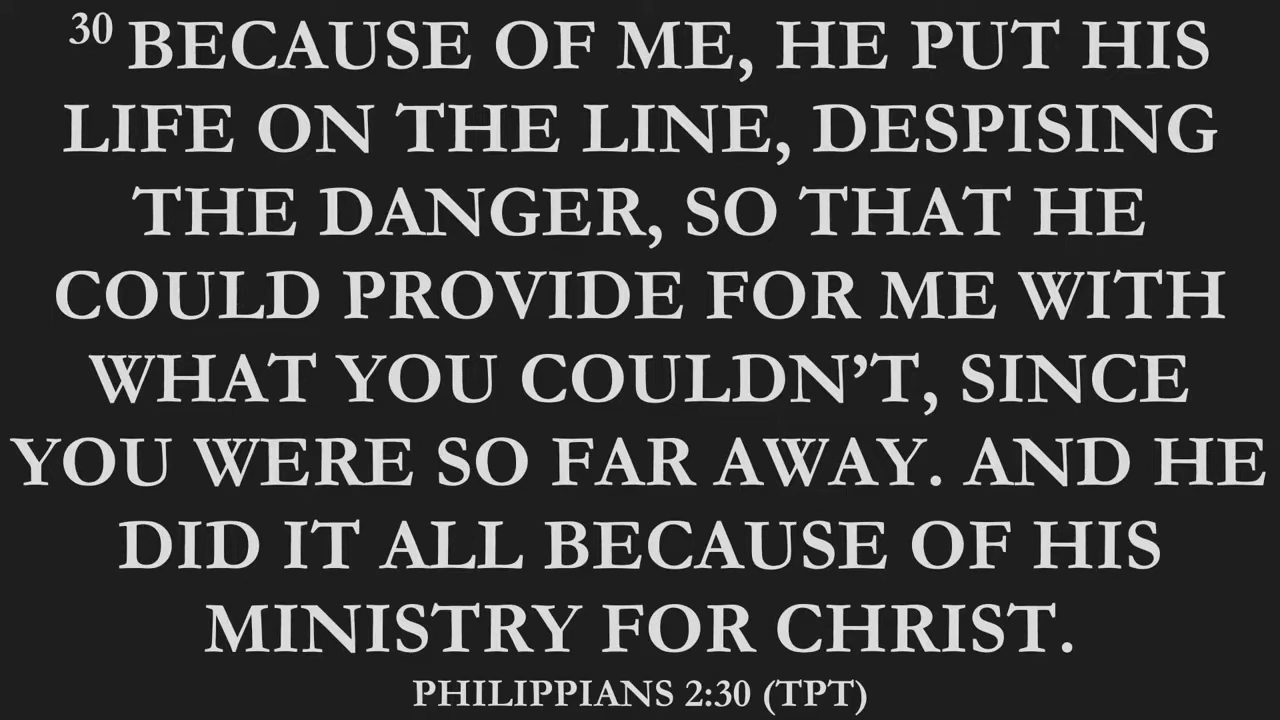 30 BECAUSE OF ME, HE PUT HIS
LIFE ON THE LINE, DESPISING
THE DANGER, SO THAT HE
COULD PROVIDE FOR ME WITH
WHAT YOU COULDN’T, SINCE
YOU WERE SO FAR AWAY. AND HE
DID IT ALL BECAUSE OF HIS
MINISTRY FOR CHRIST.
PHILIPPIANS 2:30 (TPT)